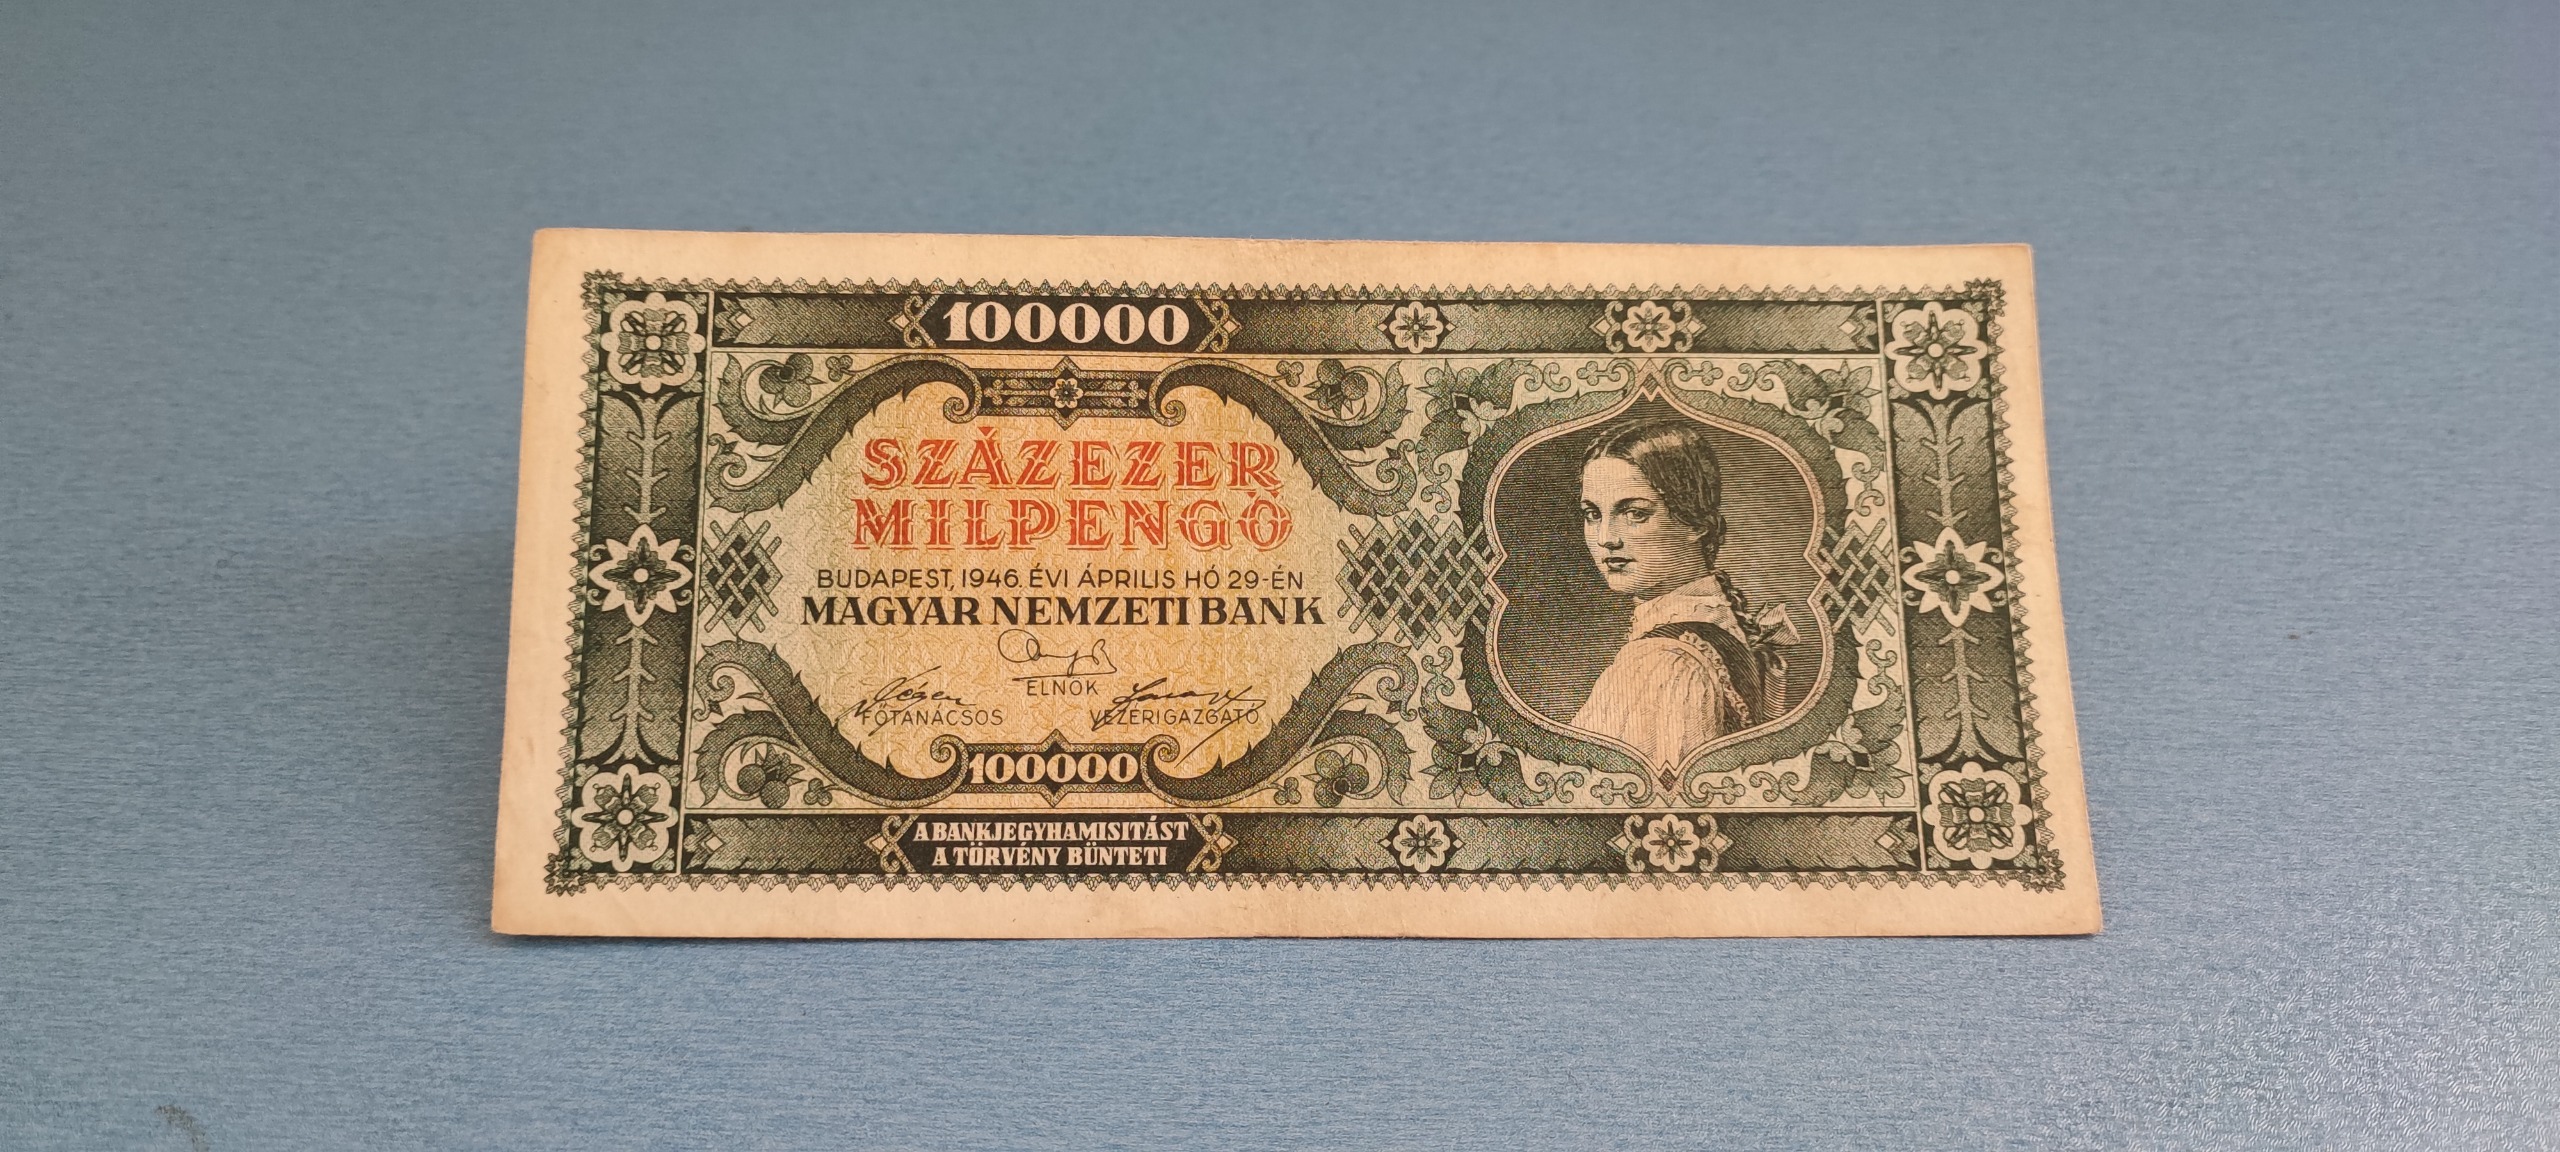 100000
SZÁZEZER
MILPENGŐ
BUDAPEST, 1946. ÉVI ÁPRILIS HÓ 29-ÉN
MAGYAR NEMZETI BANK
ELNÖK
FŐTANÁCSOS
VEZÉRIGAZGATÓ
100000
A BANKJEGYHAMISITÁST
A TÖRVÉNY BÜNTETI